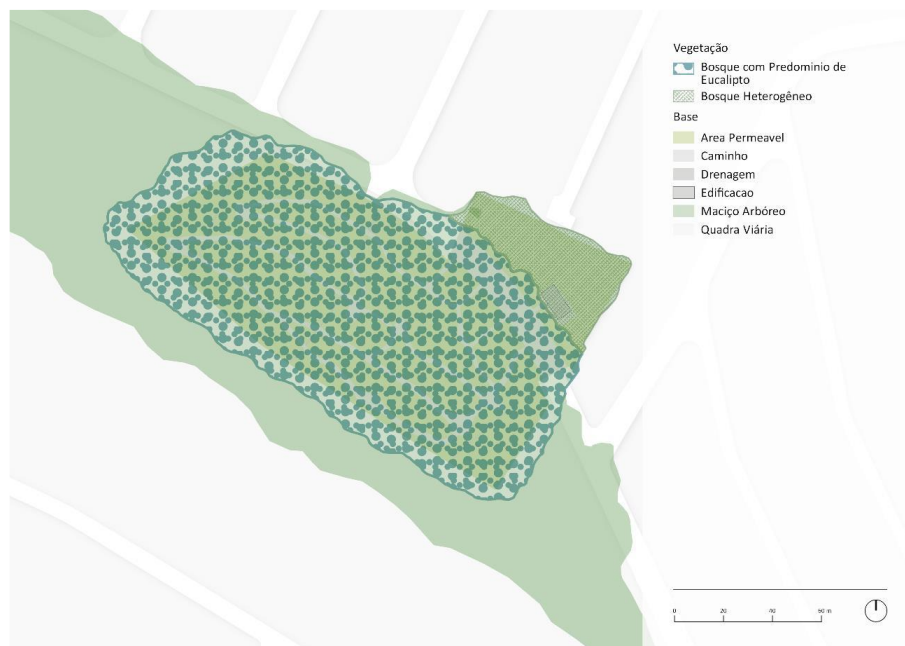 Vegetação
Bosque com Predominio de
Eucalipto
Bosque Heterogêneo
Base
Area Permeavel
Caminho
Drenagem
Edificacao
Maciço Arbóreo
Quadra Viária
0 20 40 60 m